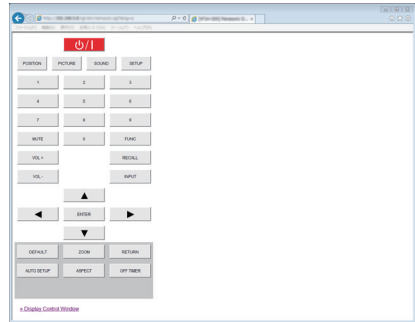 POSITION PICTURE SOUND SETUP
1 2 3
4 5 6
7 8 9
MUTE 0 FUNC
VOL + RECALL
VOL - INPUT
ENTER
DEFAULT ZOOM RETURN
AUTO SETUP ASPECT OFF TIMER
» Display Control Window